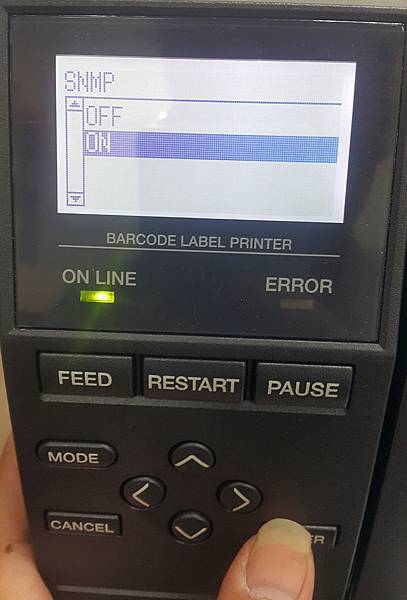 SNMP
OFF
ON
BARCODE LABEL PRINTER
ON LINE
ERROR
FEED
RESTART
PAUSE
MODE
CANCEL